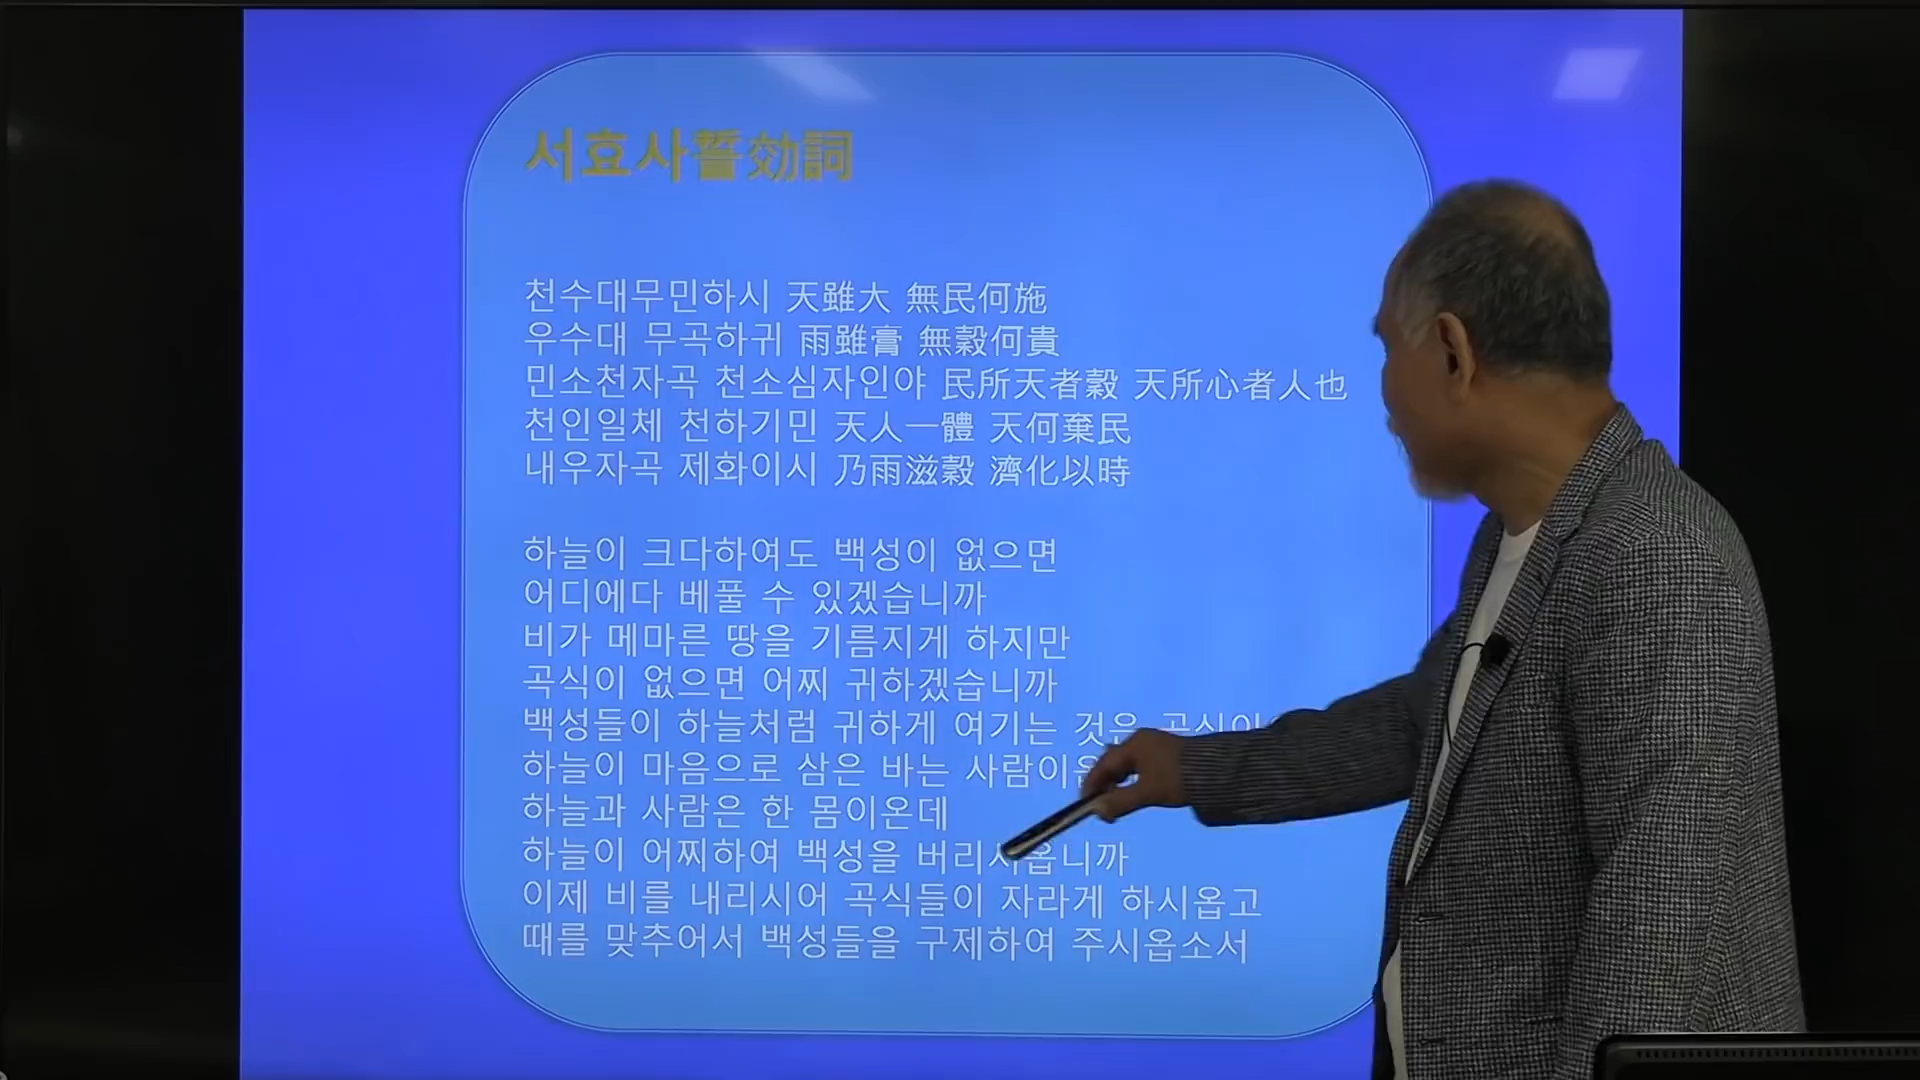 서효사誓効詞
천수대무민하시 天雖大 無民何施
우수대 무곡하귀 雨雖膏 無穀何貴
민소천자곡 천소심자인야 民所天者穀 天所心者人也
천인일체 천하기민 天人一體 天何棄民
내우자곡 제화이시 乃雨滋穀 濟化以時
하늘이 크다하여도 백성이 없으면
어디에다 베풀 수 있겠습니까
비가 메마른 땅을 기름지게 하지만
곡식이 없으면 어찌 귀하겠습니까
백성들이 하늘처럼 귀하게 여기는 것은
하늘이 마음으로 삼은 바는
하늘과 사람은 한 몸이온데
하늘이 어찌하여 백성을 버리시옵니까
이제 비를 내리시어 곡식들이 자라게 하시옵고
때를 맞추어서 백성들을 구제하여 주시옵소서